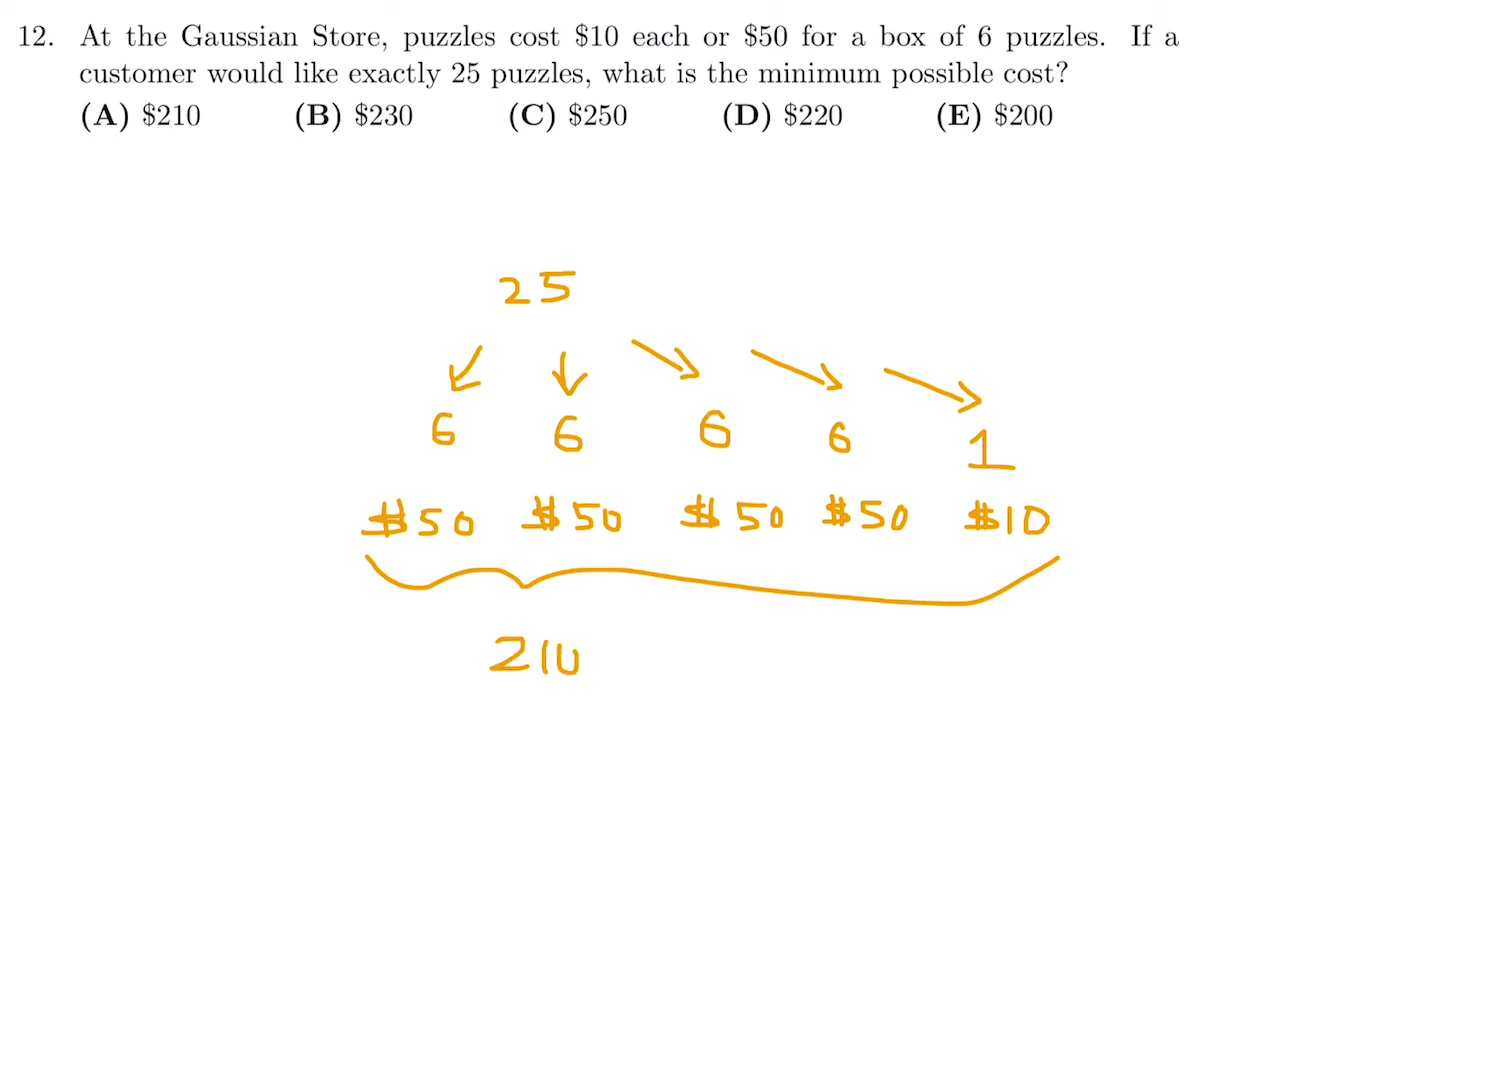 12. At the Gaussian Store, puzzles cost $10 each or $50 for a box of 6 puzzles. If a
customer would like exactly 25 puzzles, what is the minimum possible cost?
(A) $210 (B) $230 (C) $250 (D) $220 (E) $200
25
6 6 6 6 1
$50 $50 $50 $50 $10
210